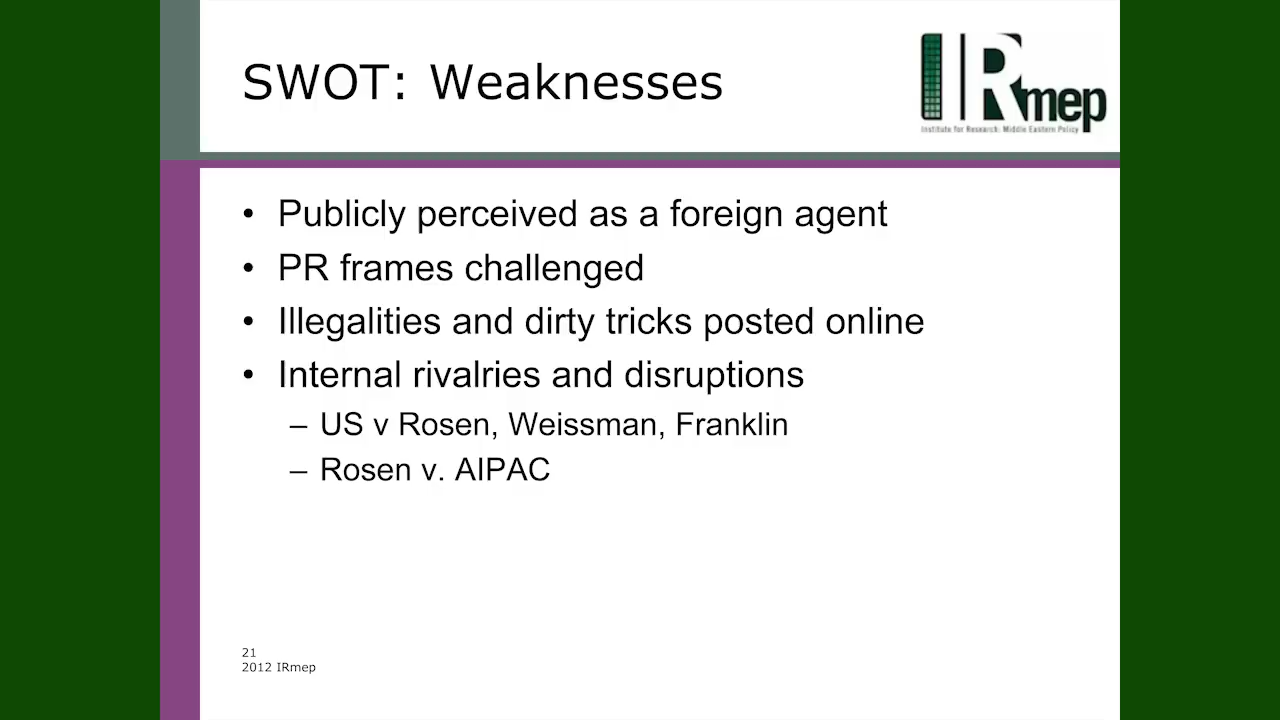 SWOT: Weaknesses
IRmep
Institute for Research: Middle Eastern Policy
• Publicly perceived as a foreign agent
• PR frames challenged
• Illegalities and dirty tricks posted online
• Internal rivalries and disruptions
– US v Rosen, Weissman, Franklin
– Rosen v. AIPAC
21
2012 IRmep